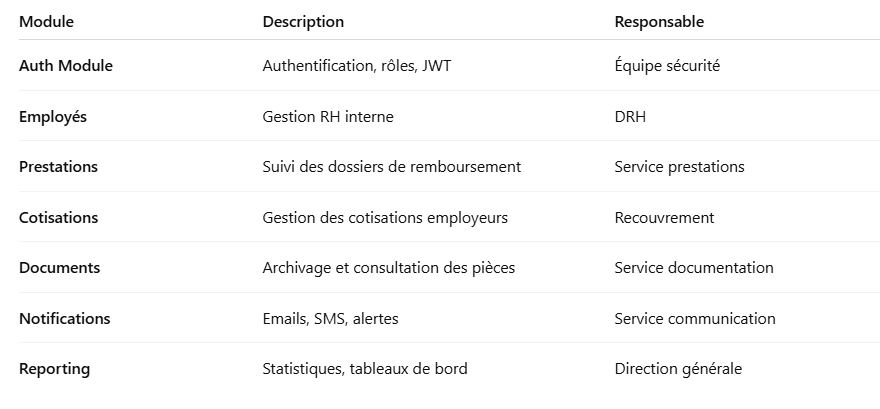 Module Description Responsable
Auth Module Authentification, rôles, JWT Équipe sécurité
Employés Gestion RH interne DRH
Prestations Suivi des dossiers de remboursement Service prestations
Cotisations Gestion des cotisations employeurs Recouvrement
Documents Archivage et consultation des pièces Service documentation
Notifications Emails, SMS, alertes Service communication
Reporting Statistiques, tableaux de bord Direction générale